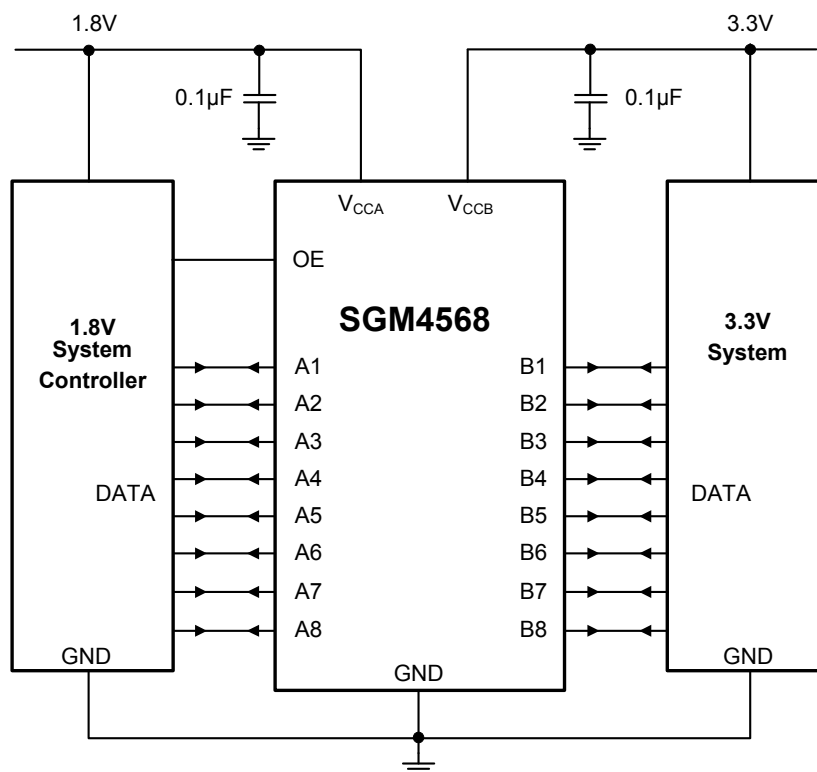 1.8V
3.3V
0.1μF
0.1μF
VCCA
VCCB
OE
SGM4568
1.8V
System
Controller
3.3V
System
A1
B1
A2
B2
A3
B3
A4
B4
DATA
DATA
A5
B5
A6
B6
A7
B7
A8
B8
GND
GND
GND